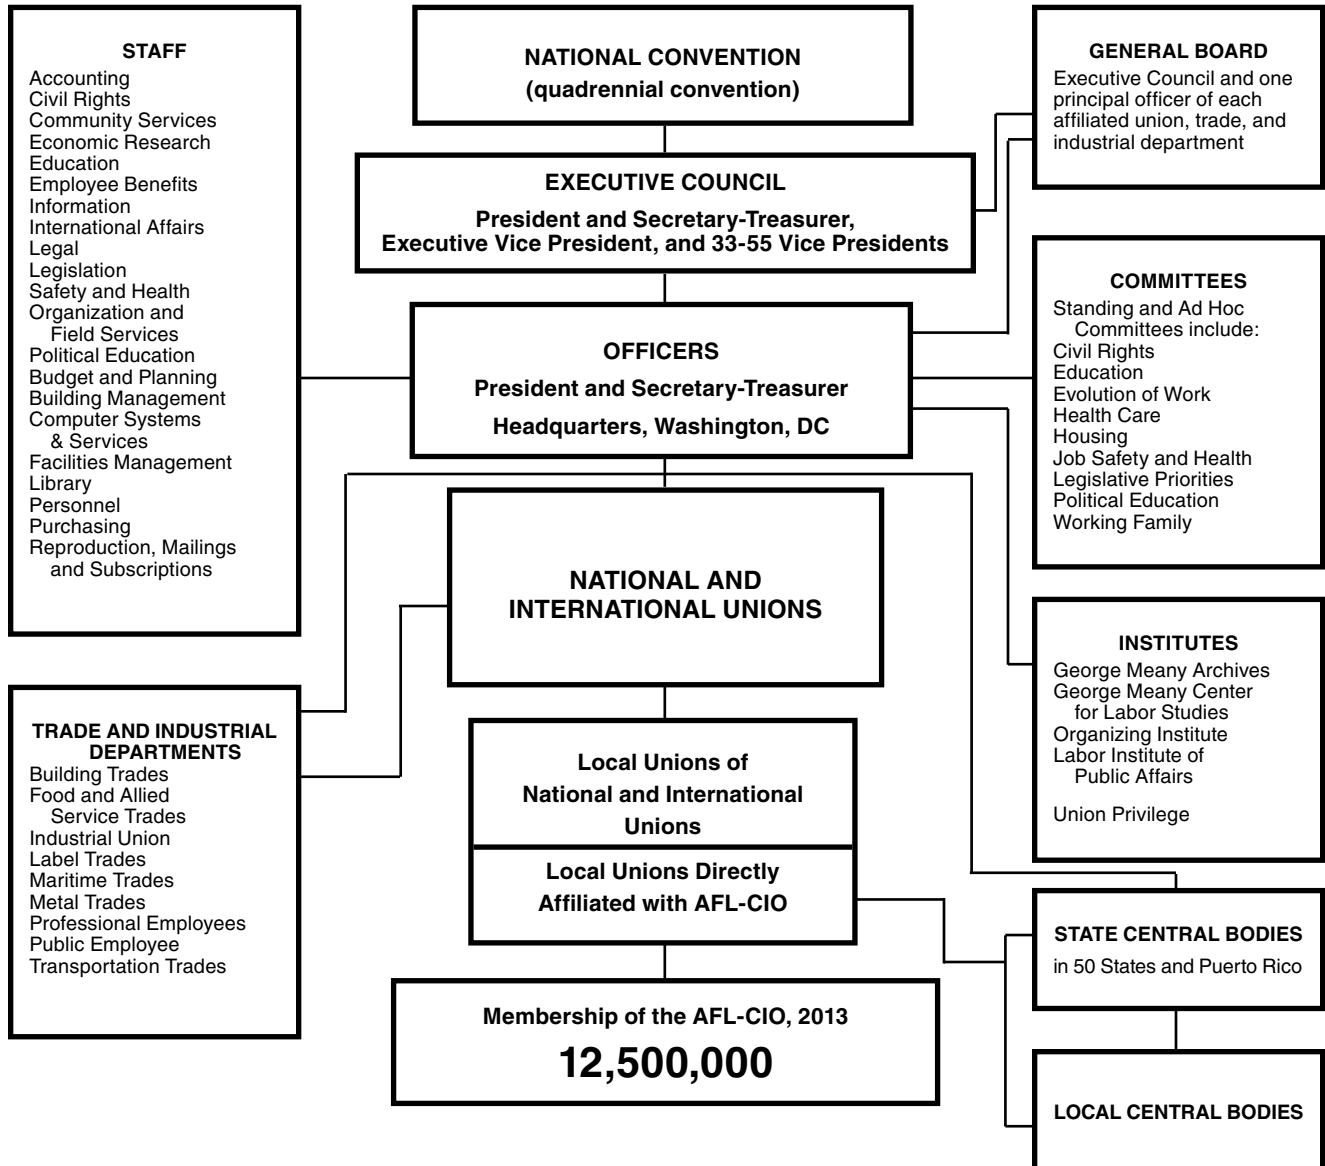 STAFF
Accounting
Civil Rights
Community Services
Economic Research
Education
Employee Benefits
Information
International Affairs
Legal
Legislation
Safety and Health
Organization and
Field Services
Political Education
Budget and Planning
Building Management
Computer Systems
& Services
Facilities Management
Library
Personnel
Purchasing
Reproduction, Mailings
and Subscriptions
TRADE AND INDUSTRIAL
DEPARTMENTS
Building Trades
Food and Allied
Service Trades
Industrial Union
Label Trades
Maritime Trades
Metal Trades
Professional Employees
Public Employee
Transportation Trades
NATIONAL CONVENTION
(quadrennial convention)
EXECUTIVE COUNCIL
President and Secretary-Treasurer,
Executive Vice President, and 33-55 Vice Presidents
OFFICERS
President and Secretary-Treasurer
Headquarters, Washington, DC
NATIONAL AND
INTERNATIONAL UNIONS
Local Unions of
National and International
Unions
Local Unions Directly
Affiliated with AFL-CIO
Membership of the AFL-CIO, 2013
12,500,000
GENERAL BOARD
Executive Council and one
principal officer of each
affiliated union, trade, and
industrial department
COMMITTEES
Standing and Ad Hoc
Committees include:
Civil Rights
Education
Evolution of Work
Health Care
Housing
Job Safety and Health
Legislative Priorities
Political Education
Working Family
INSTITUTES
George Meany Archives
George Meany Center
for Labor Studies
Organizing Institute
Labor Institute of
Public Affairs
Union Privilege
STATE CENTRAL BODIES
in 50 States and Puerto Rico
LOCAL CENTRAL BODIES